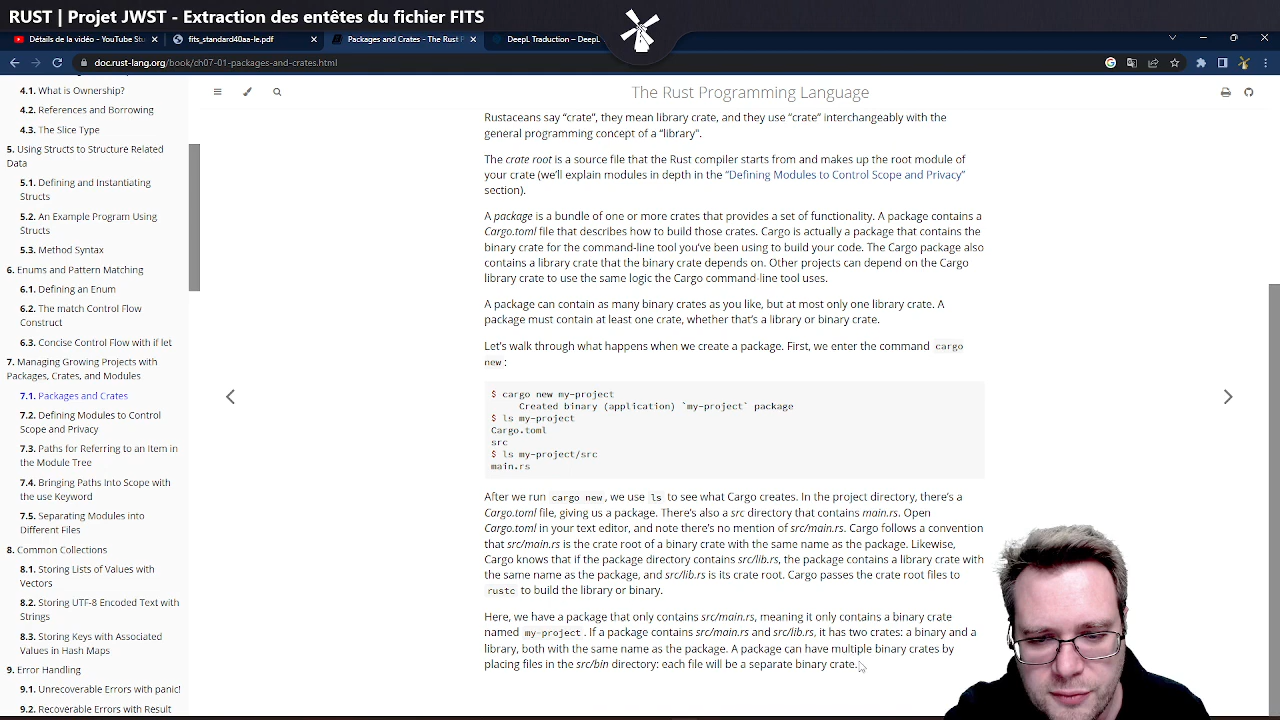 RUST | Projet JWST - Extraction des entêtes du fichier FITS
Détails de la vidéo - YouTube Stu
fits_standard40aa-le.pdf
Packages and Crates - The Rust P
DeepL Traduction – DeepL
doc.rust-lang.org/book/ch07-01-packages-and-crates.html
4.1. What is Ownership?
4.2. References and Borrowing
4.3. The Slice Type
5. Using Structs to Structure Related
Data
5.1. Defining and Instantiating
Structs
5.2. An Example Program Using
Structs
5.3. Method Syntax
6. Enums and Pattern Matching
6.1. Defining an Enum
6.2. The match Control Flow
Construct
6.3. Concise Control Flow with if let
7. Managing Growing Projects with
Packages, Crates, and Modules
7.1. Packages and Crates
7.2. Defining Modules to Control
Scope and Privacy
7.3. Paths for Referring to an Item in
the Module Tree
7.4. Bringing Paths Into Scope with
the use Keyword
7.5. Separating Modules into
Different Files
8. Common Collections
8.1. Storing Lists of Values with
Vectors
8.2. Storing UTF-8 Encoded Text with
Strings
8.3. Storing Keys with Associated
Values in Hash Maps
9. Error Handling
9.1. Unrecoverable Errors with panic!
9.2. Recoverable Errors with Result
The Rust Programming Language
Rustaceans say “crate”, they mean library crate, and they use “crate” interchangeably with the
general programming concept of a “library”.
The crate root is a source file that the Rust compiler starts from and makes up the root module of
your crate (we’ll explain modules in depth in the “Defining Modules to Control Scope and Privacy”
section).
A package is a bundle of one or more crates that provides a set of functionality. A package contains a
Cargo.toml file that describes how to build those crates. Cargo is actually a package that contains the
binary crate for the command-line tool you’ve been using to build your code. The Cargo package also
contains a library crate that the binary crate depends on. Other projects can depend on the Cargo
library crate to use the same logic the Cargo command-line tool uses.
A package can contain as many binary crates as you like, but at most only one library crate. A
package must contain at least one crate, whether that’s a library or binary crate.
Let’s walk through what happens when we create a package. First, we enter the command cargo
new:
$ cargo new my-project
Created binary (application) `my-project` package
$ ls my-project
Cargo.toml
src
$ ls my-project/src
main.rs
After we run cargo new, we use ls to see what Cargo creates. In the project directory, there’s a
Cargo.toml file, giving us a package. There’s also a src directory that contains main.rs. Open
Cargo.toml in your text editor, and note there’s no mention of src/main.rs. Cargo follows a convention
that src/main.rs is the crate root of a binary crate with the same name as the package. Likewise,
Cargo knows that if the package directory contains src/lib.rs, the package contains a library crate with
the same name as the package, and src/lib.rs is its crate root. Cargo passes the crate root files to
rustc to build the library or binary.
Here, we have a package that only contains src/main.rs, meaning it only contains a binary crate
named my-project. If a package contains src/main.rs and src/lib.rs, it has two crates: a binary and a
library, both with the same name as the package. A package can have multiple binary crates by
placing files in the src/bin directory: each file will be a separate binary crate.